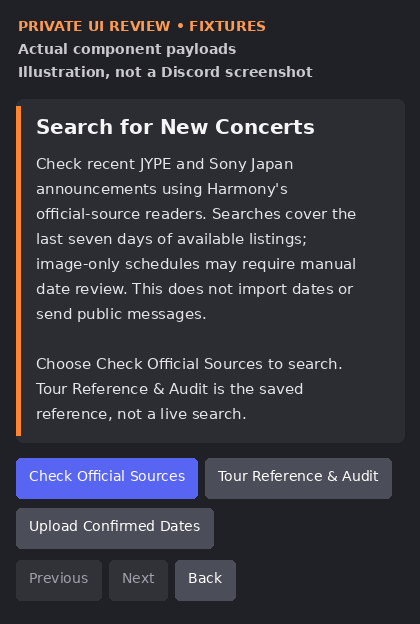 PRIVATE UI REVIEW • FIXTURES
Actual component payloads
Illustration, not a Discord screenshot
Search for New Concerts
Check recent JYPE and Sony Japan
announcements using Harmony's
official-source readers. Searches cover the
last seven days of available listings;
image-only schedules may require manual
date review. This does not import dates or
send public messages.
Choose Check Official Sources to search.
Tour Reference & Audit is the saved
reference, not a live search.
Check Official Sources
Tour Reference & Audit
Upload Confirmed Dates
Previous
Next
Back